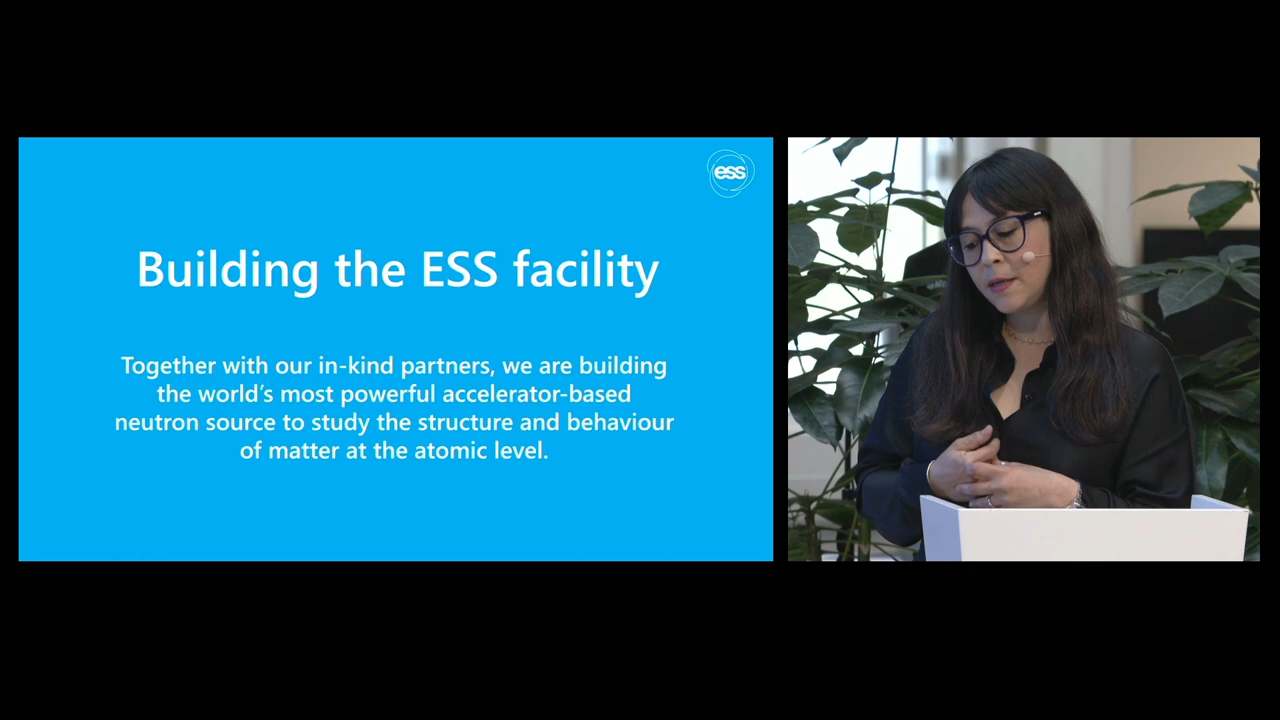 ess
Building the ESS facility
Together with our in-kind partners, we are building
the world's most powerful accelerator-based
neutron source to study the structure and behaviour
of matter at the atomic level.